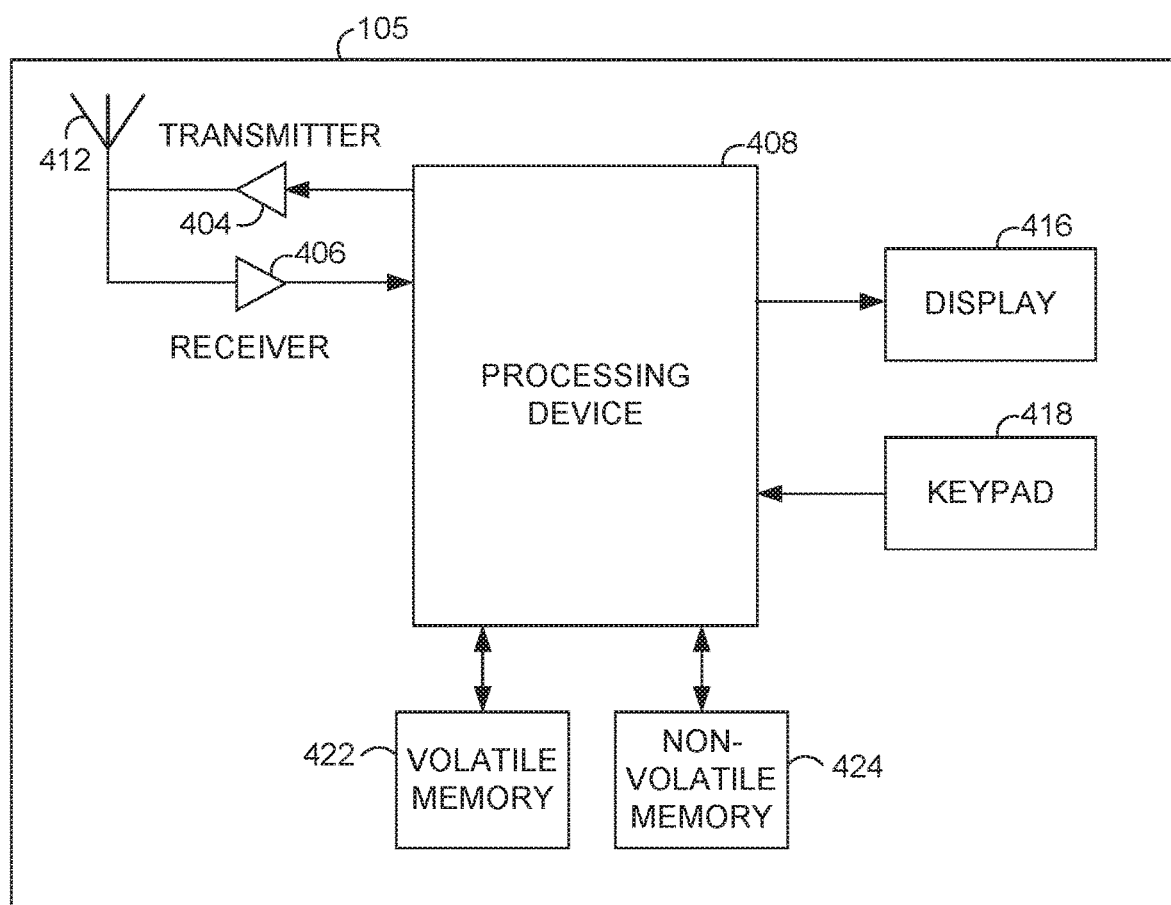 105
412
TRANSMITTER
404
406
RECEIVER
408
PROCESSING
DEVICE
416
DISPLAY
418
KEYPAD
422
VOLATILE
MEMORY
NON-
VOLATILE
MEMORY
424